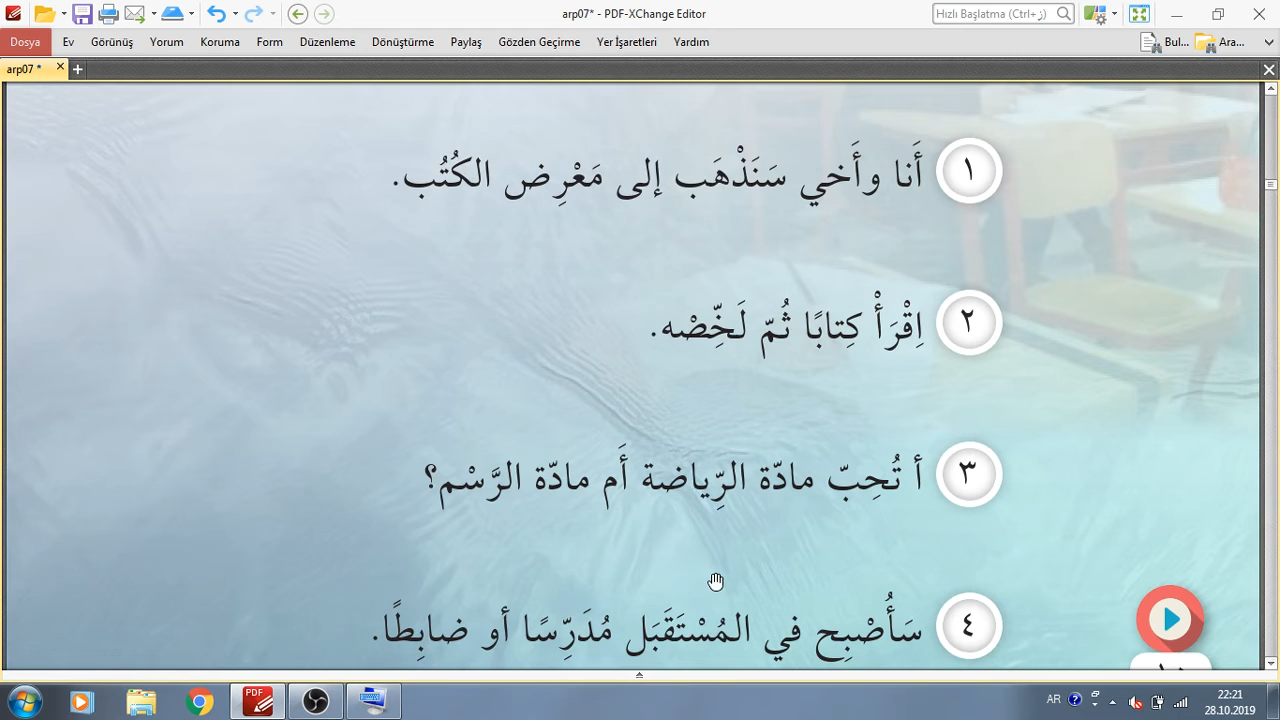 arp07* - PDF-XChange Editor
Hızlı Başlatma (Ctrl+ز)
Dosya Ev Görünüş Yorum Koruma Form Düzenleme Dönüştürme Paylaş Gözden Geçirme Yer İşaretleri Yardım Bul... Ara...
arp07 *
١ أَنا وأَخي سَنَذْهَب إلى مَعْرِض الكُتُب.
٢ اِقْرَأْ كِتابًا ثُمّ لَخِّصْه.
٣ أ تُحِبّ مادّة الرِّياضة أَم مادّة الرَّسْم؟
٤ سَأُصْبِح في المُسْتَقَبَل مُدَرِّسًا أو ضابِطًا.
PDF
AR
22:21
28.10.2019